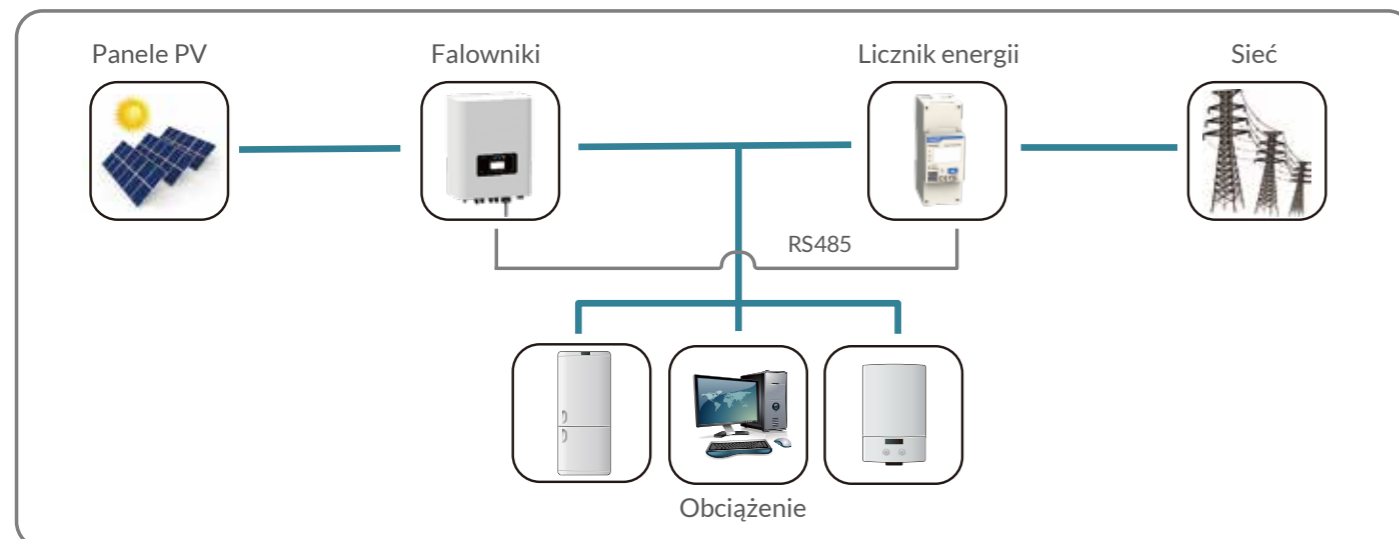 Panele PV
Falowniki
Licznik energii
Sieć
RS485
Obciążenie